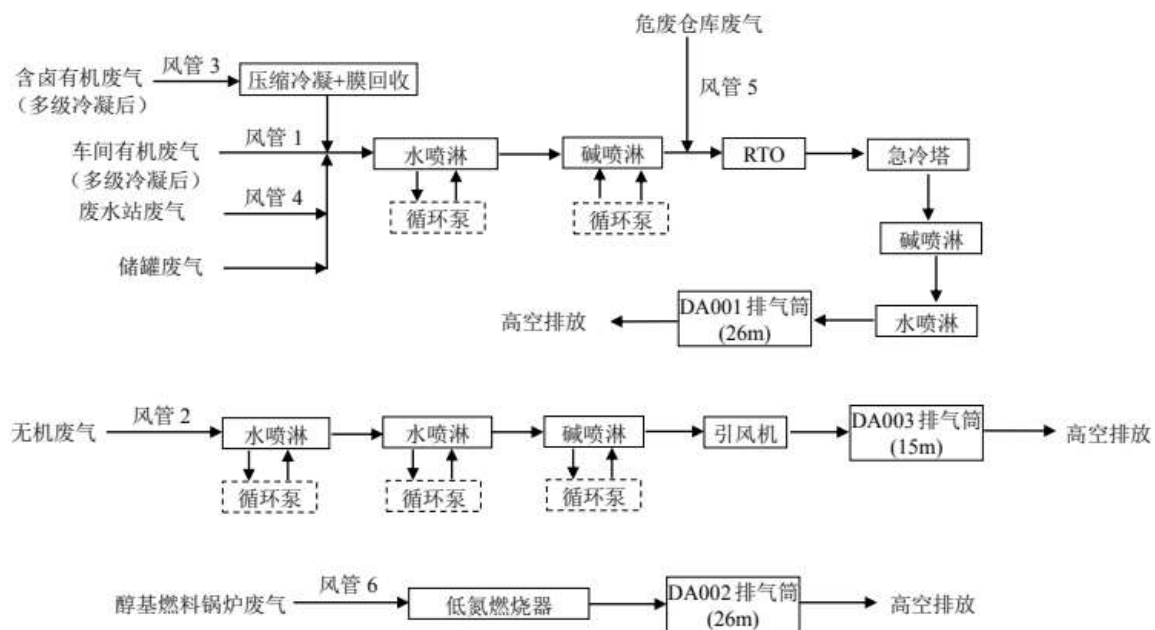 危废仓库废气
含卤有机废气
（多级冷凝后）
风管 3
压缩冷凝+膜回收
风管 5
车间有机废气
（多级冷凝后）
风管 1
水喷淋
碱喷淋
RTO
急冷塔
循环泵
循环泵
废水站废气
风管 4
碱喷淋
储罐废气
高空排放
DA001 排气筒
(26m)
水喷淋
无机废气
风管 2
水喷淋
水喷淋
碱喷淋
引风机
DA003 排气筒
(15m)
高空排放
循环泵
循环泵
循环泵
醇基燃料锅炉废气
风管 6
低氮燃烧器
DA002 排气筒
(26m)
高空排放